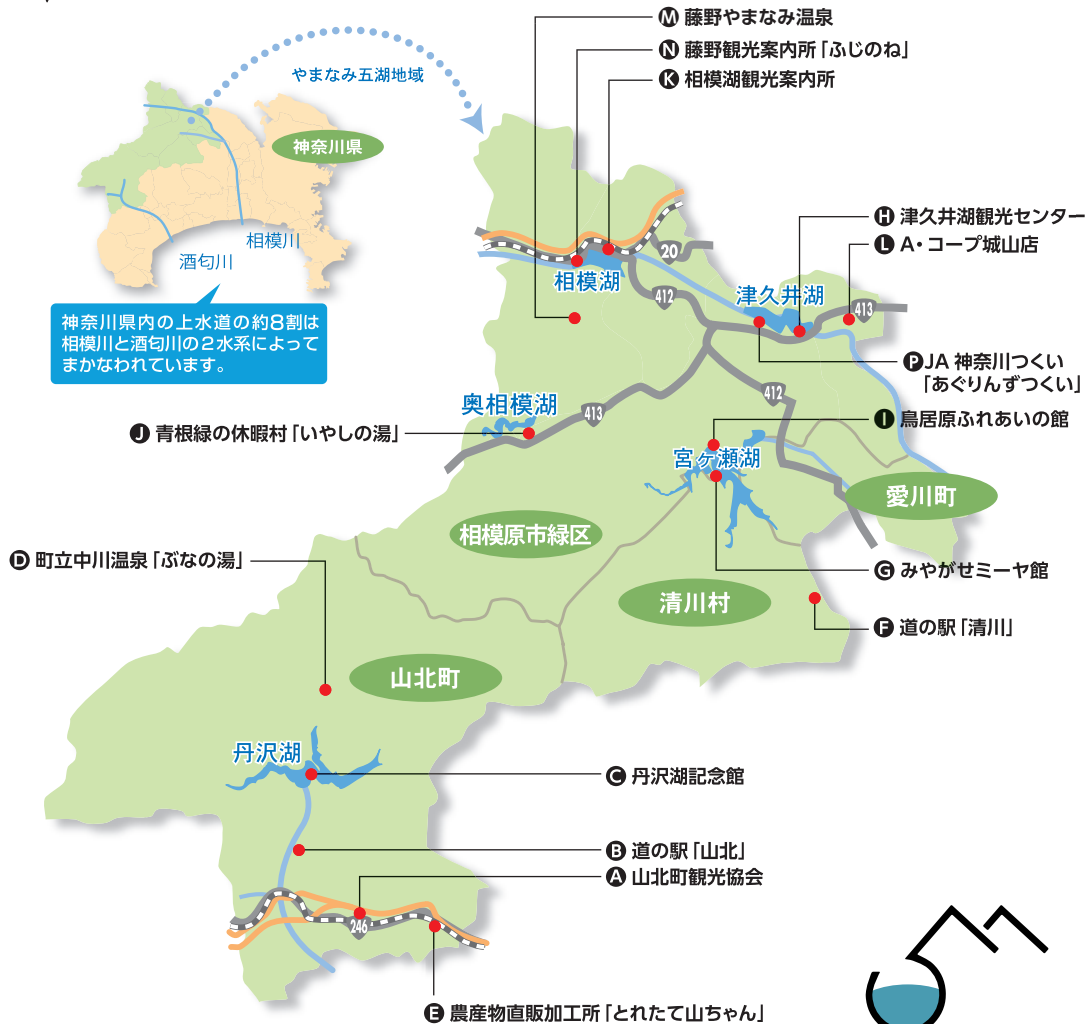 M 藤野やまなみ温泉
N 藤野観光案内所「ふじのね」
K 相模湖観光案内所
やまなみ五湖地域
神奈川県
相模川
酒匂川
神奈川県内の上水道の約8割は
相模川と酒匂川の2水系によって
まかなわれています。
H 津久井湖観光センター
L A・コープ城山店
20
相模湖
412
津久井湖
413
P JA 神奈川つくい
「あぐりんずつくい」
奥相模湖
413
412
J 青根緑の休暇村「いやしの湯」
I 鳥居原ふれあいの館
宮ヶ瀬湖
愛川町
相模原市緑区
D 町立中川温泉「ぶなの湯」
G みやがせミーヤ館
清川村
F 道の駅「清川」
山北町
丹沢湖
C 丹沢湖記念館
B 道の駅「山北」
A 山北町観光協会
246
E 農産物直販加工所「とれたて山ちゃん」